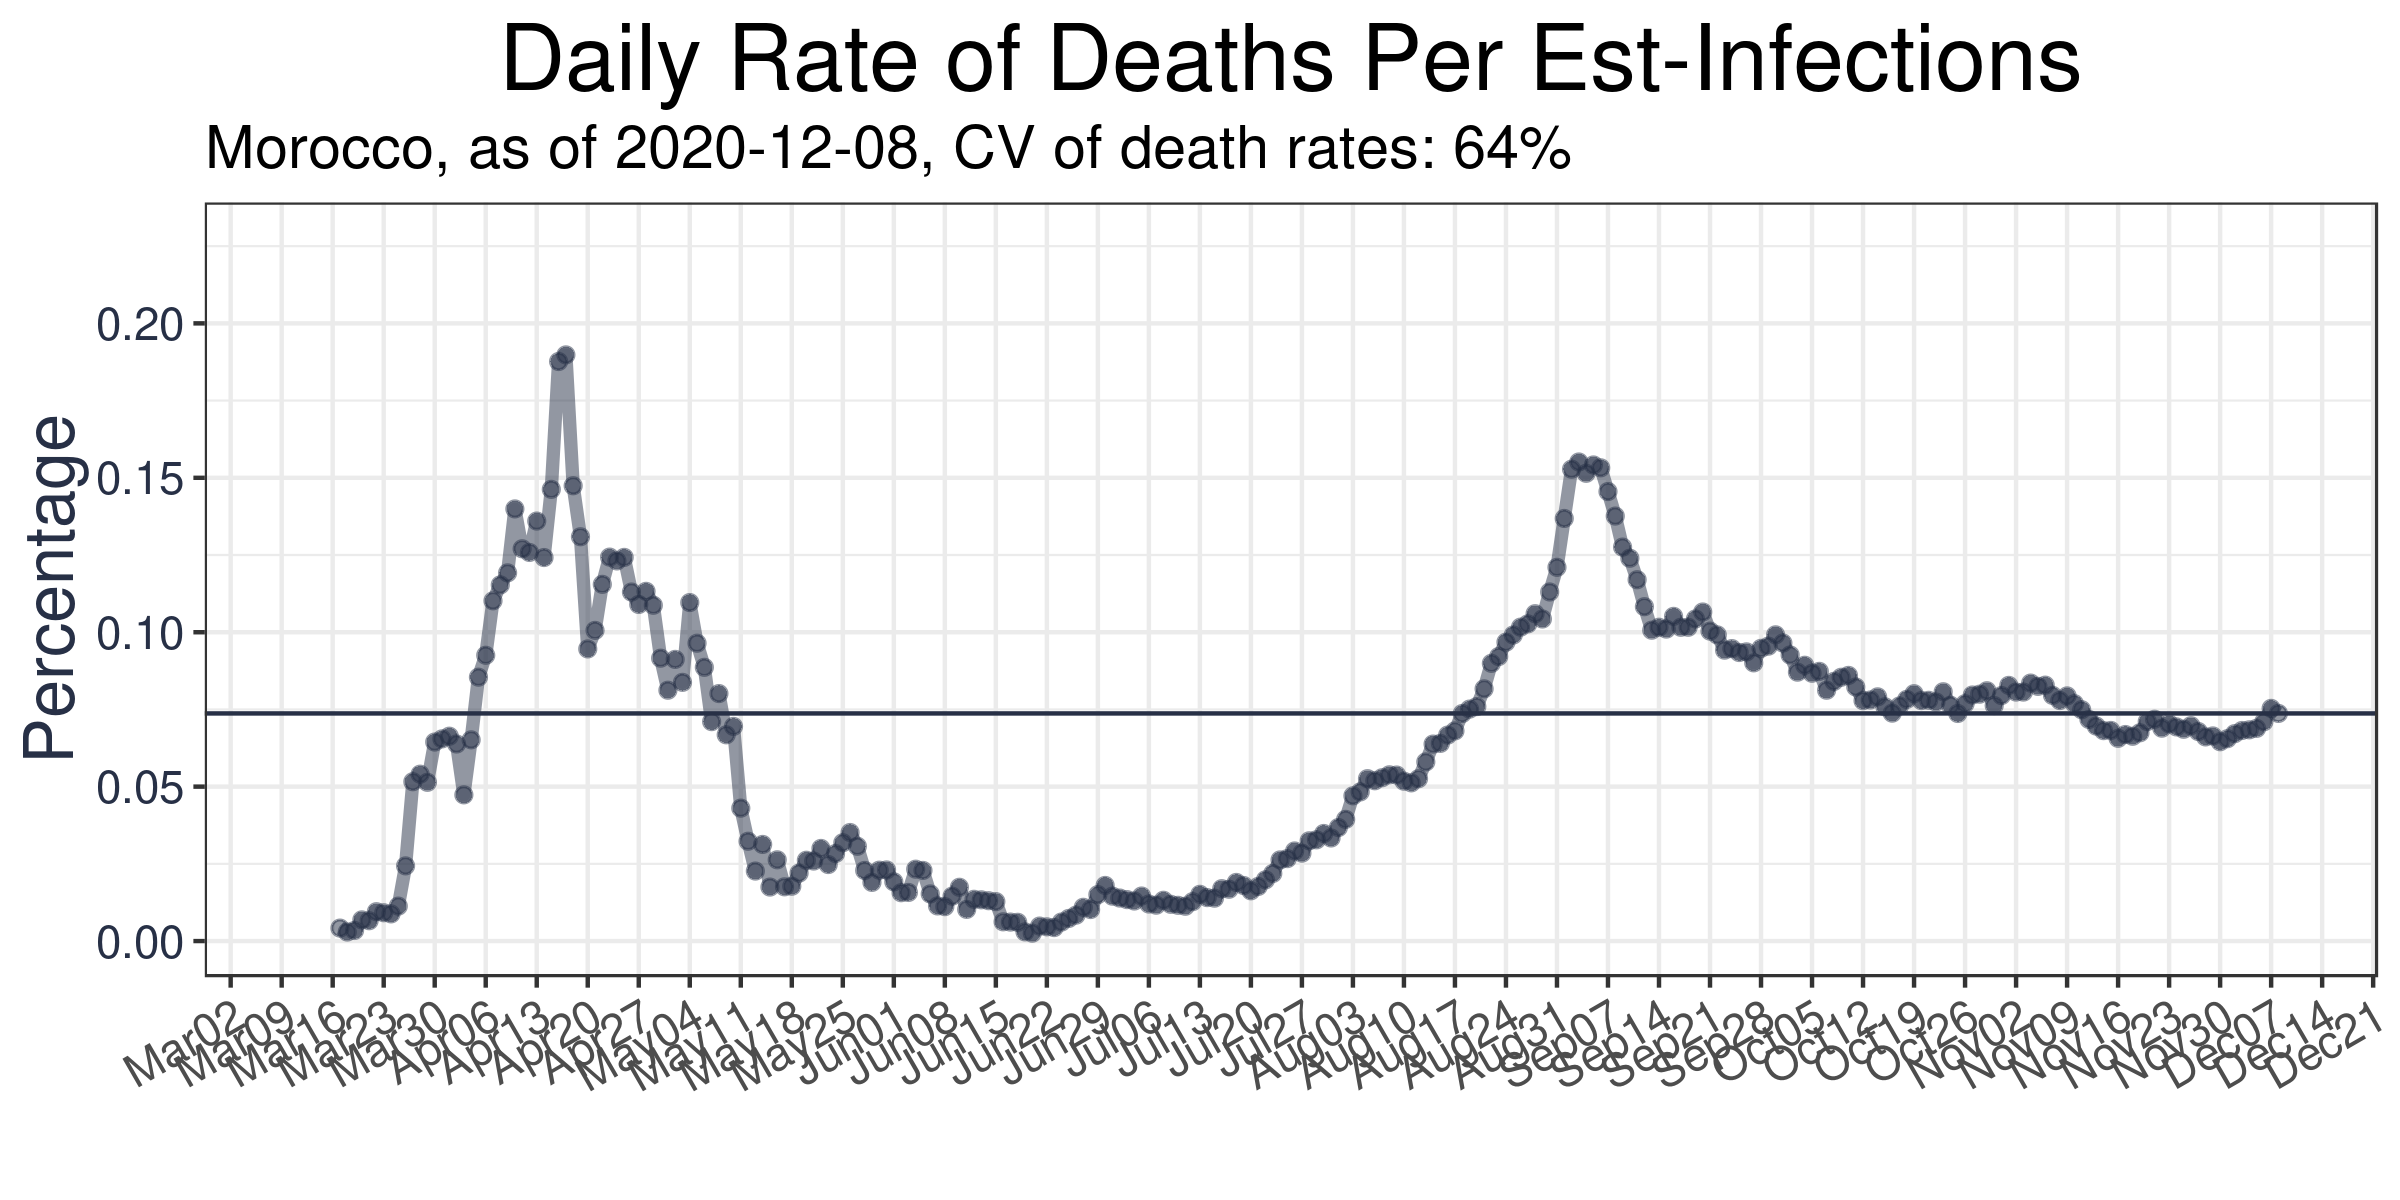 Daily Rate of Deaths Per Est-Infections
Morocco, as of 2020-12-08, CV of death rates: 64%
Percentage
0.20
0.15
0.10
0.05
0.00
Mar02
Mar09
Mar16
Mar23
Mar30
Apr06
Apr13
Apr20
Apr27
May04
May11
May18
May25
Jun01
Jun08
Jun15
Jun22
Jun29
Jul06
Jul13
Jul20
Jul27
Aug03
Aug10
Aug17
Aug24
Aug31
Sep07
Sep14
Sep21
Sep28
Oct05
Oct12
Oct19
Oct26
Nov02
Nov09
Nov16
Nov23
Nov30
Dec07
Dec14
Dec21